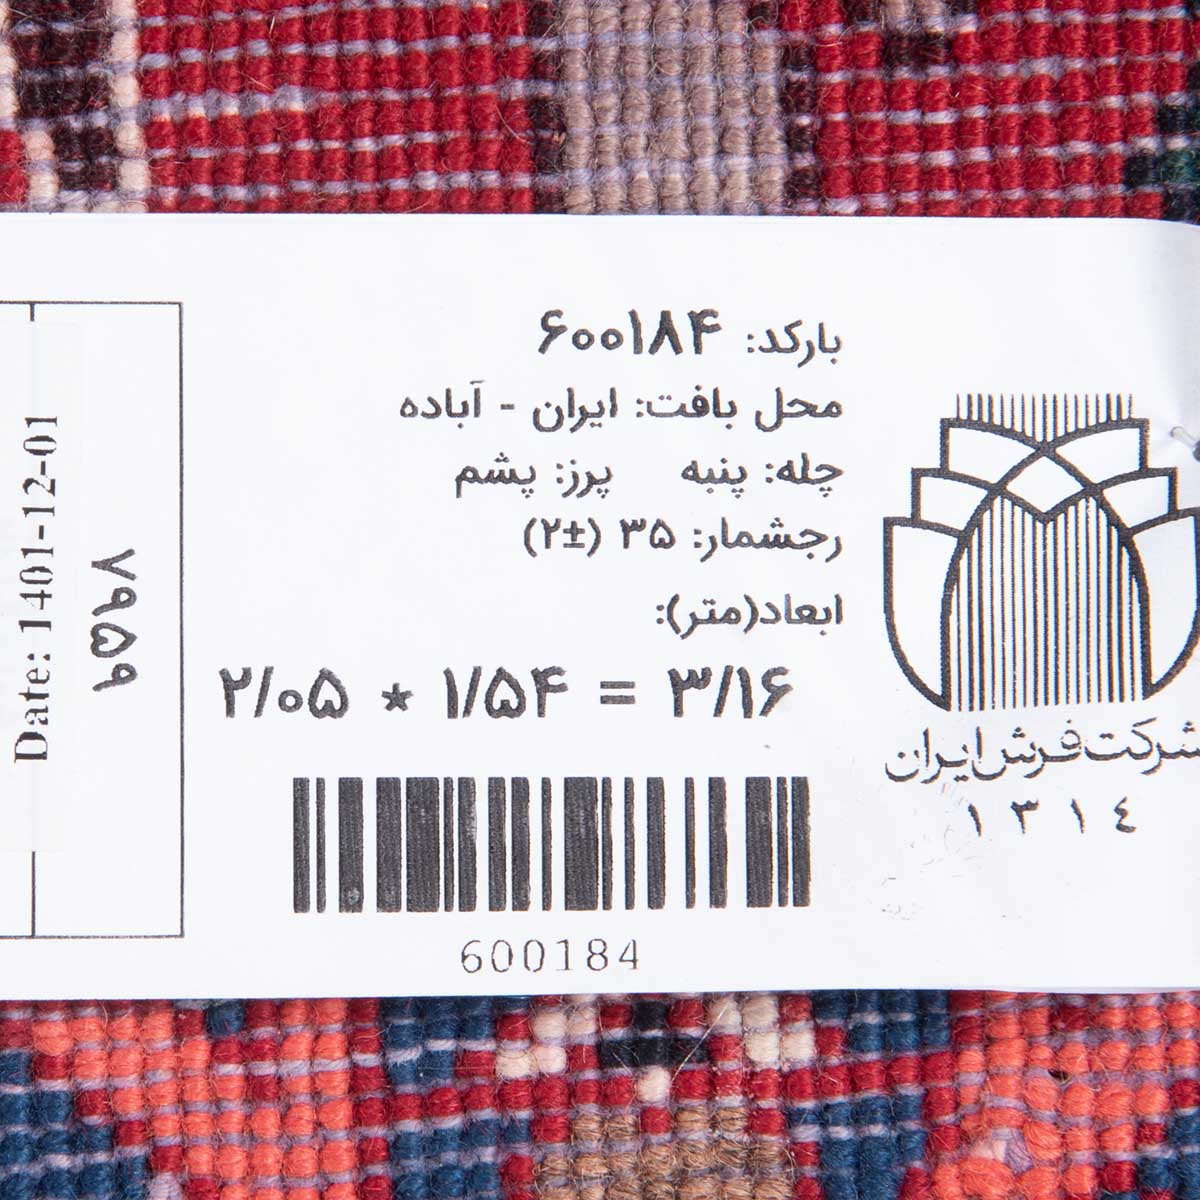 بارکد: ۶۰۰۱۸۴
محل بافت: ایران - آباده
چله: پنبه پرز: پشم
رجشمار: ۳۵ (±۲)
ابعاد(متر):
۲/۰۵ * ۱/۵۴ = ۳/۱۶
600184
شرکت فرش ایران
١٣١٤
Date: 1401-12-01
۷۹۵۹